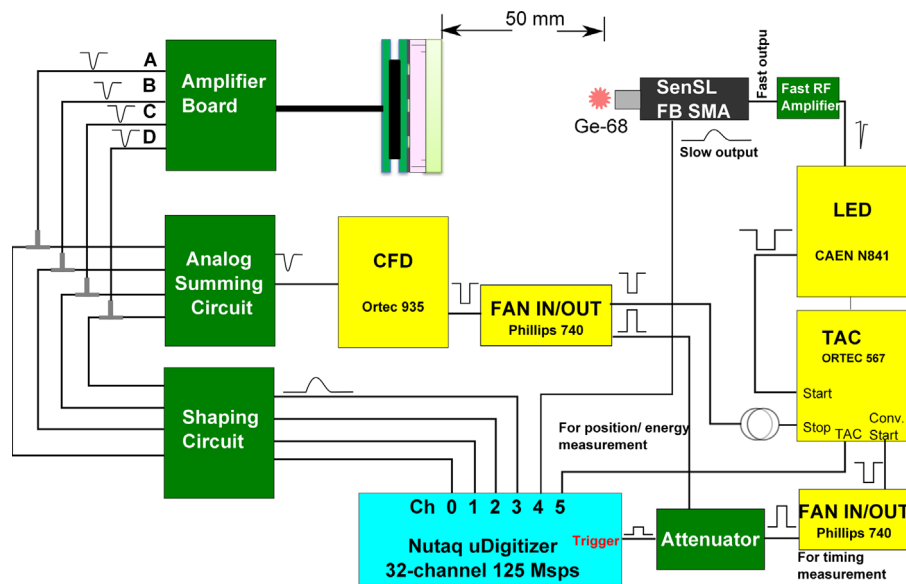 50 mm
A
B
C
D
Amplifier
Board
Ge-68
SenSL
FB SMA
Fast outpu
Fast RF
Amplifier
Slow output
LED
CAEN N841
Analog
Summing
Circuit
CFD
Ortec 935
FAN IN/OUT
Phillips 740
TAC
ORTEC 567
Start
Stop
TAC
Conv.
Start
Shaping
Circuit
For position/ energy
measurement
Ch 0 1 2 3 4 5
Nutaq uDigitizer
32-channel 125 Msps
Trigger
Attenuator
FAN IN/OUT
Phillips 740
For timing
measurement